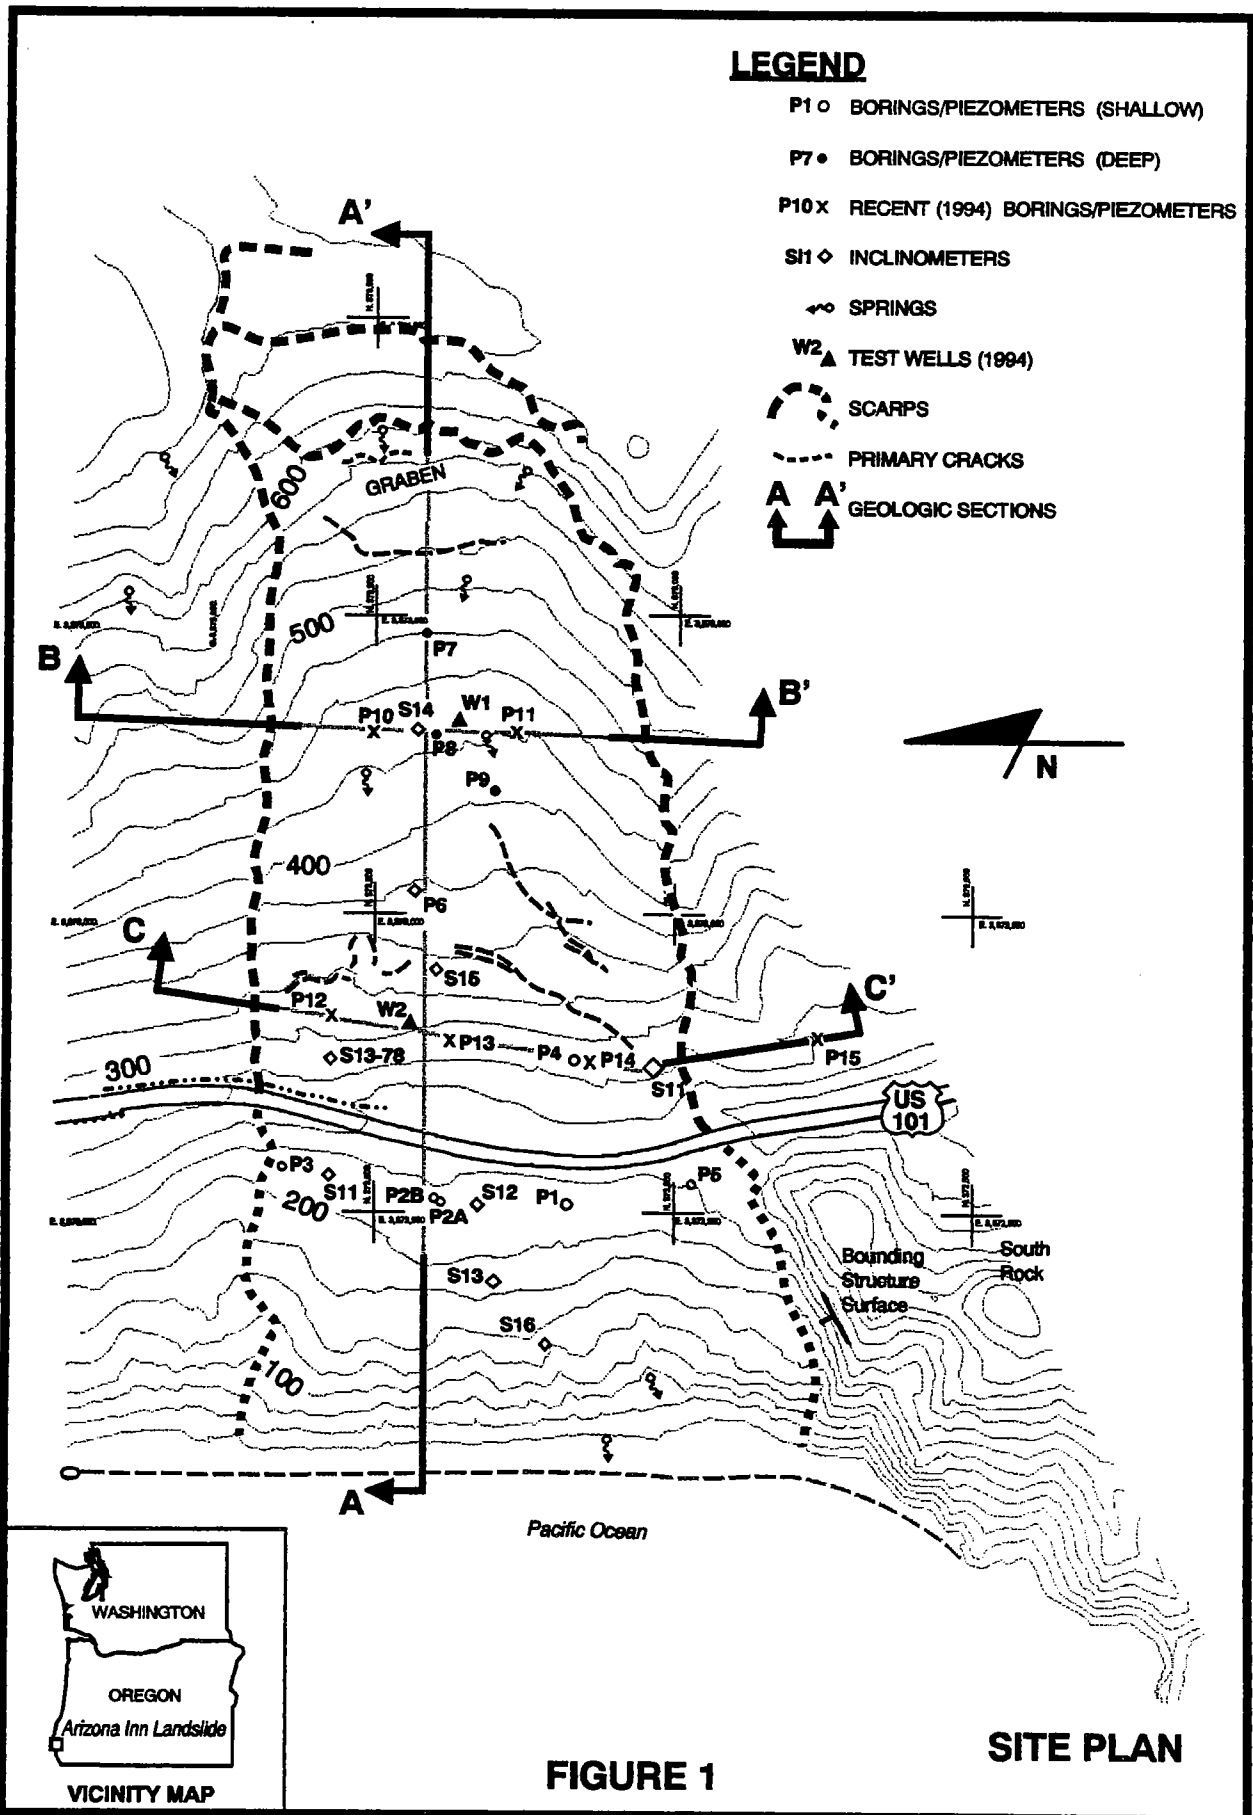 LEGEND
P1 BORINGS/PIEZOMETERS (SHALLOW)
P7 BORINGS/PIEZOMETERS (DEEP)
P10 X RECENT (1994) BORINGS/PIEZOMETERS
SI1 INCLINOMETERS
SPRINGS
W2 TEST WELLS (1994)
SCARPS
PRIMARY CRACKS
A A'
GEOLOGIC SECTIONS
A'
600
GRABEN
500
P7
B
B'
P10 S14 W1 P11
P8
P9
N
400
P6
C
S15
C'
P12
W2
P13
P4
P14
P15
S13-78
S11
300
US
101
P3
S11
200
P2B
P2A
S12
P1
P5
Bounding
Structure
Surface
South
Rock
S13
S16
100
A
Pacific Ocean
WASHINGTON
OREGON
Arizona Inn Landslide
VICINITY MAP
FIGURE 1
SITE PLAN